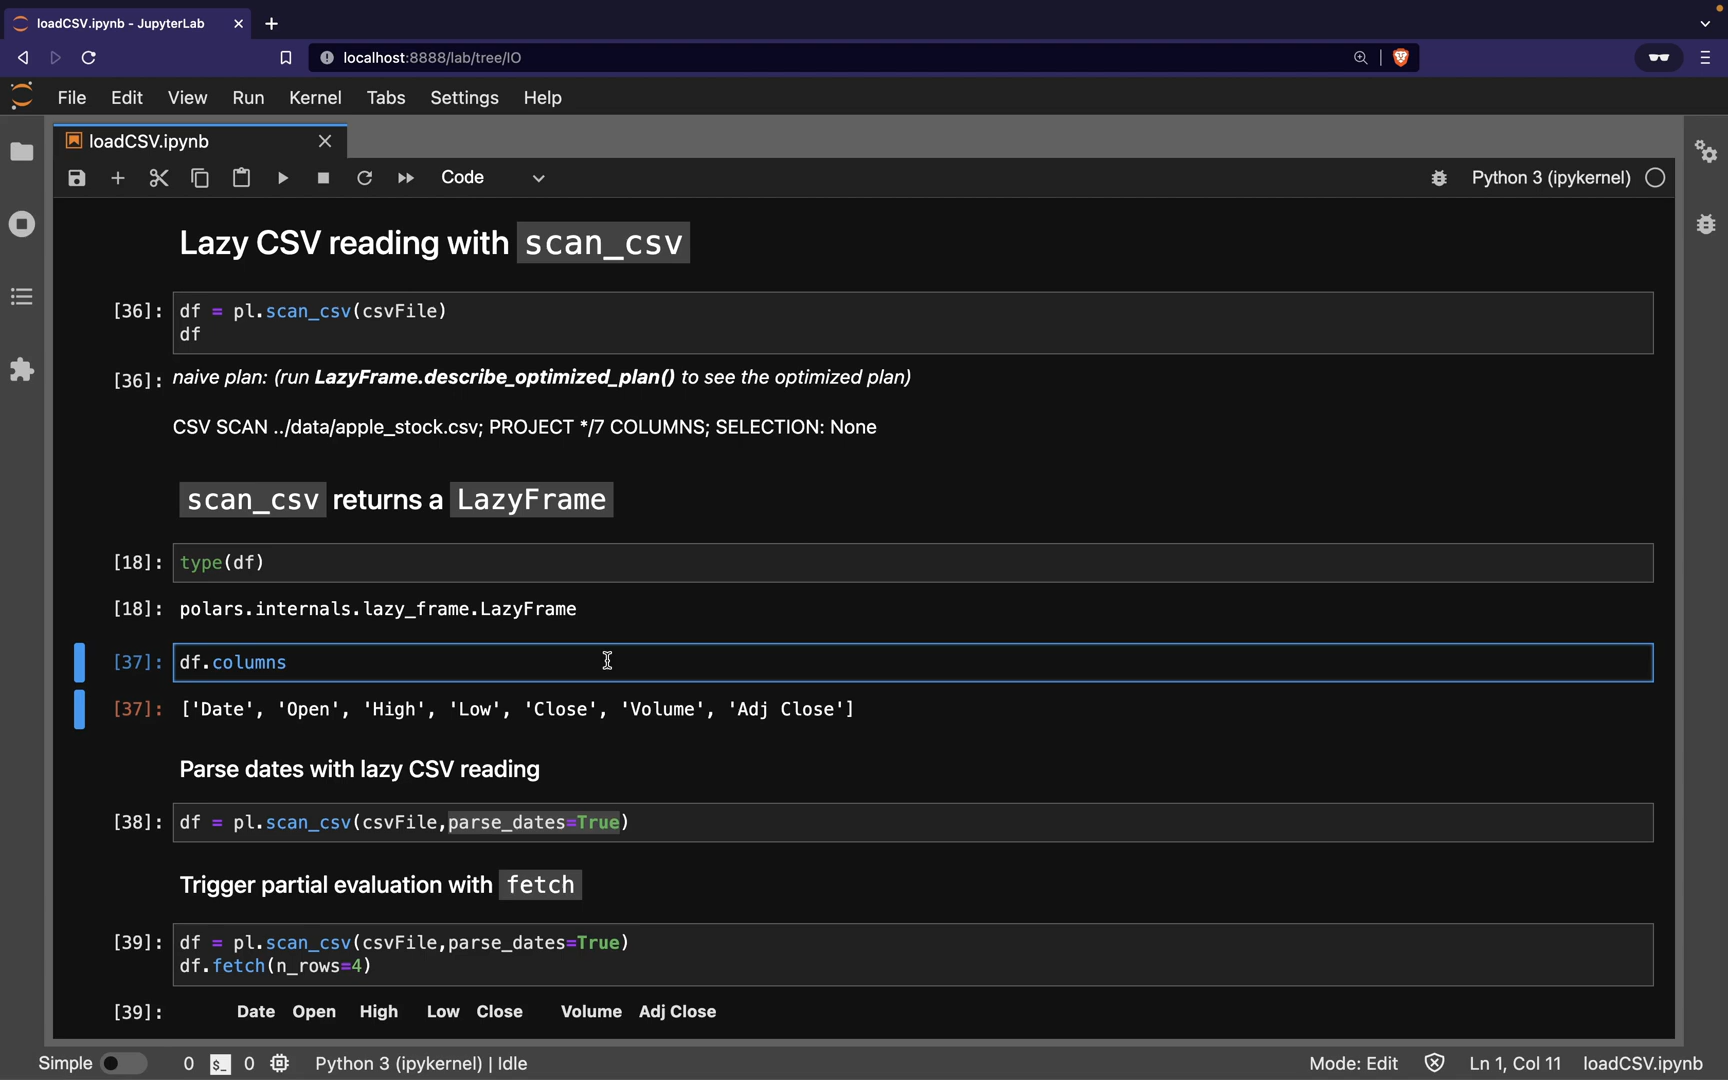 loadCSV.ipynb - JupyterLab
localhost:8888/lab/tree/IO
File Edit View Run Kernel Tabs Settings Help
loadCSV.ipynb
Code
Python 3 (ipykernel)
Lazy CSV reading with scan_csv
[36]: df = pl.scan_csv(csvFile)
df
[36]: naive plan: (run LazyFrame.describe_optimized_plan() to see the optimized plan)
CSV SCAN ../data/apple_stock.csv; PROJECT */7 COLUMNS; SELECTION: None
scan_csv returns a LazyFrame
[18]: type(df)
[18]: polars.internals.lazy_frame.LazyFrame
[37]: df.columns
[37]: ['Date', 'Open', 'High', 'Low', 'Close', 'Volume', 'Adj Close']
Parse dates with lazy CSV reading
[38]: df = pl.scan_csv(csvFile,parse_dates=True)
Trigger partial evaluation with fetch
[39]: df = pl.scan_csv(csvFile,parse_dates=True)
df.fetch(n_rows=4)
[39]: Date Open High Low Close Volume Adj Close
Simple 0 $_ 0 Python 3 (ipykernel) | Idle Mode: Edit Ln 1, Col 11 loadCSV.ipynb